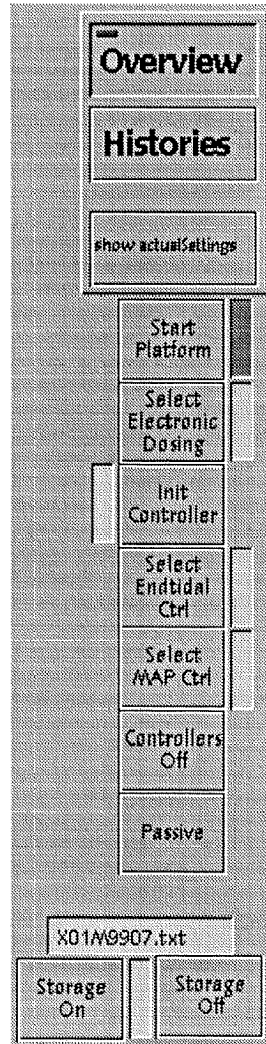 Overview
Histories
show actualSettings
Start
Platform
Select
Electronic
Dosing
Init
Controller
Select
Endtidal
Ctrl
Select
MAP Ctrl
Controllers
Off
Passive
X01M9907.txt
Storage
On
Storage
Off